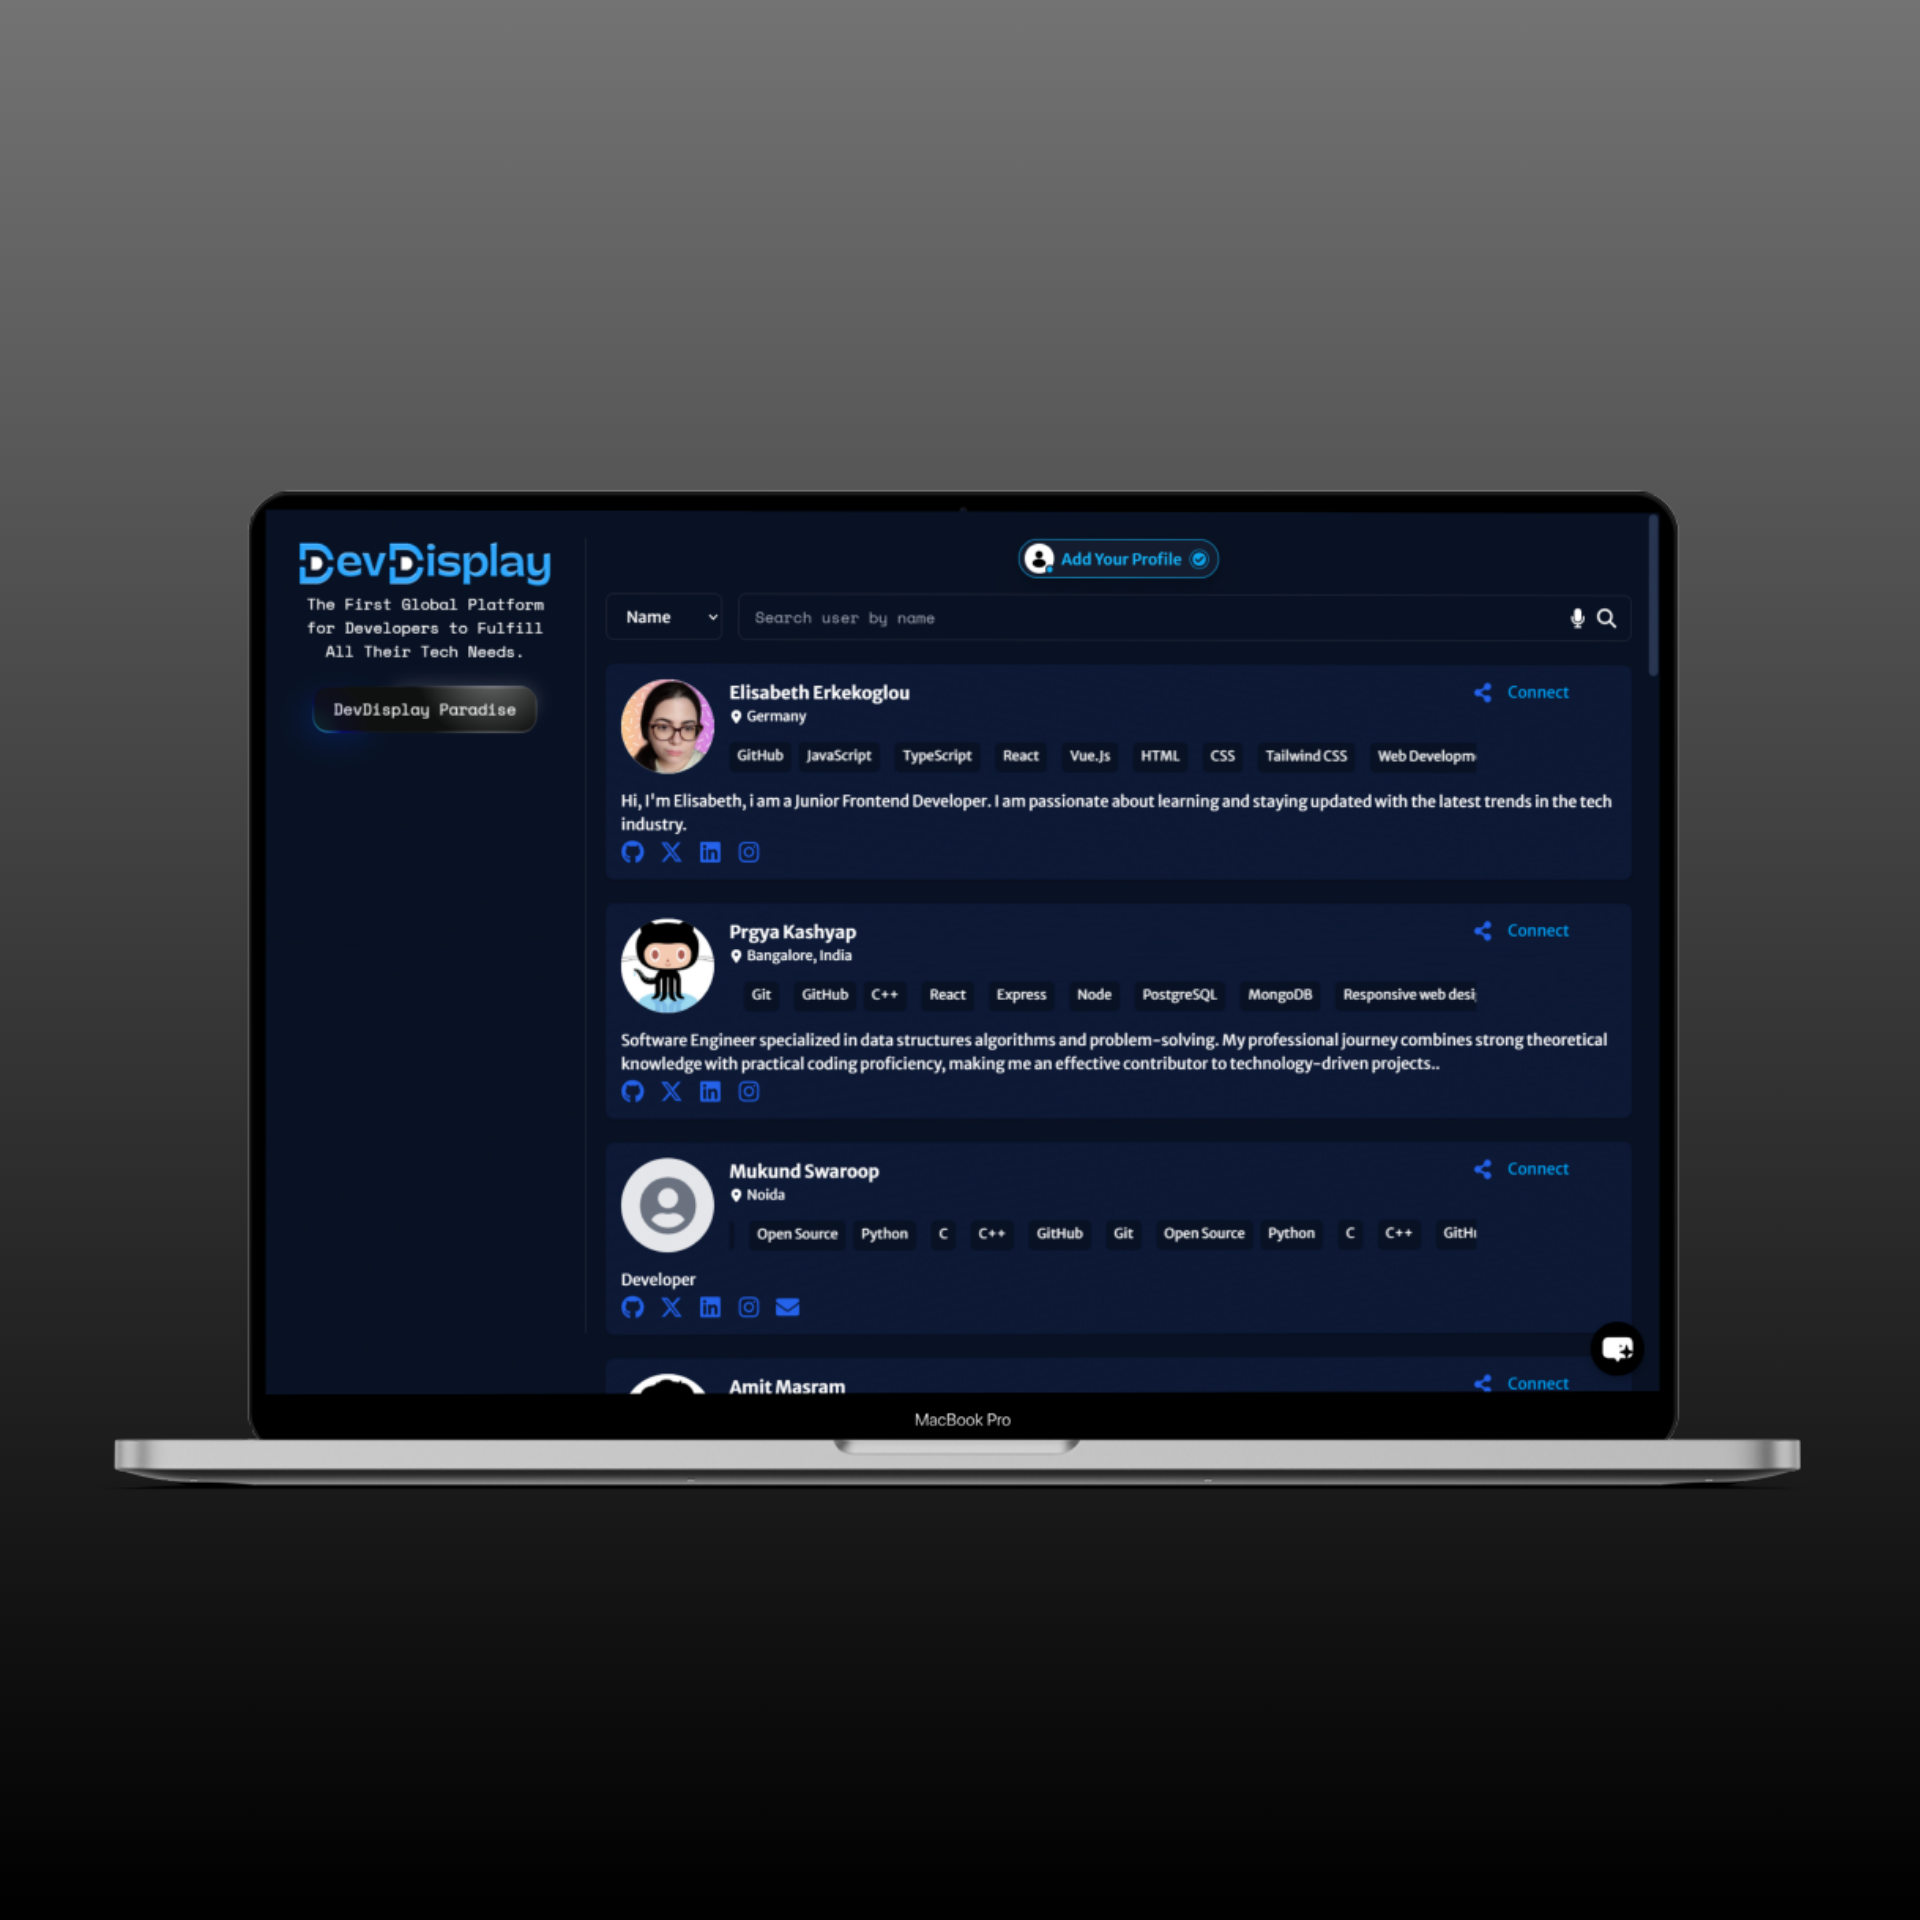 DevDisplay
The First Global Platform
for Developers to Fulfill
All Their Tech Needs.
DevDisplay Paradise
Add Your Profile
Name
Search user by name
Elisabeth Erkekoglou
Connect
Germany
GitHub JavaScript TypeScript React Vue.Js HTML CSS Tailwind CSS Web Developm
Hi, I'm Elisabeth, i am a Junior Frontend Developer. I am passionate about learning and staying updated with the latest trends in the tech
industry.
Prgya Kashyap
Connect
Bangalore, India
Git GitHub C++ React Express Node PostgreSQL MongoDB Responsive web desi
Software Engineer specialized in data structures algorithms and problem-solving. My professional journey combines strong theoretical
knowledge with practical coding proficiency, making me an effective contributor to technology-driven projects..
Mukund Swaroop
Connect
Noida
Open Source Python C C++ GitHub Git Open Source Python C C++ GitH
Developer
Amit Masram
Connect
MacBook Pro